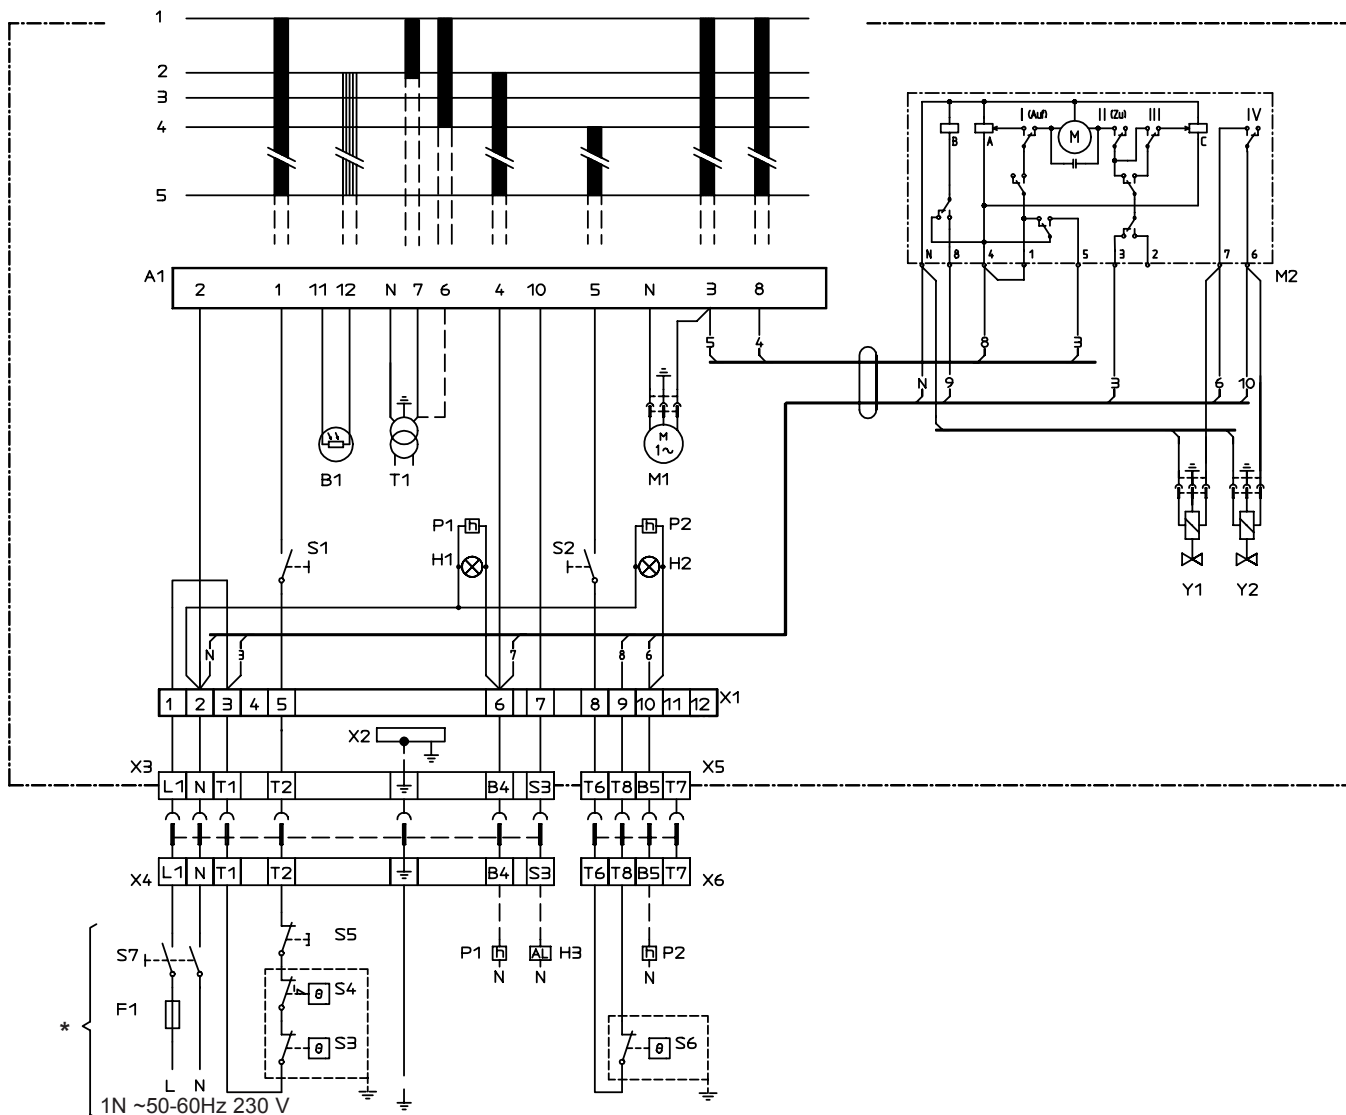 1
2
3
4
5
I (Auf) II (Zu) III IV
B A M C
N 8 4 1 5 3 2 7 6
M2
A1
2 1 11 12 N 7 6 4 10 5 N 3 8
5 4 8 3
N 9 3 6 10
M
1~
B1 T1 M1
P1 h h P2
S1 H1 S2 H2
Y1 Y2
N 3 7 8 6
1 2 3 4 5 6 7 8 9 10 11 12 X1
X2
X3 X5
L1 N T1 T2 B4 S3 T6 T8 B5 T7
X4 L1 N T1 T2 B4 S3 T6 T8 B5 T7 X6
S5
S7 P1 h AL H3 h P2
N N N
θ S4
F1
*
θ S3 θ S6
L N
1N ~50-60Hz 230 V